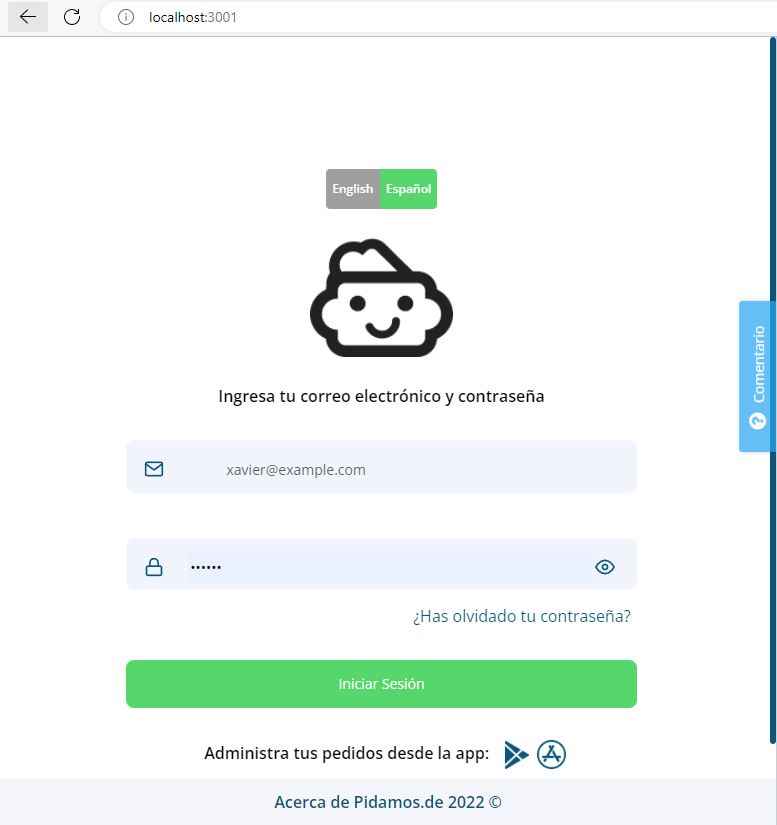 localhost:3001
English Español
Ingresa tu correo electrónico y contraseña
xavier@example.com
••••••
¿Has olvidado tu contraseña?
Iniciar Sesión
Administra tus pedidos desde la app:
Acerca de Pidamos.de 2022 ©
Comentario